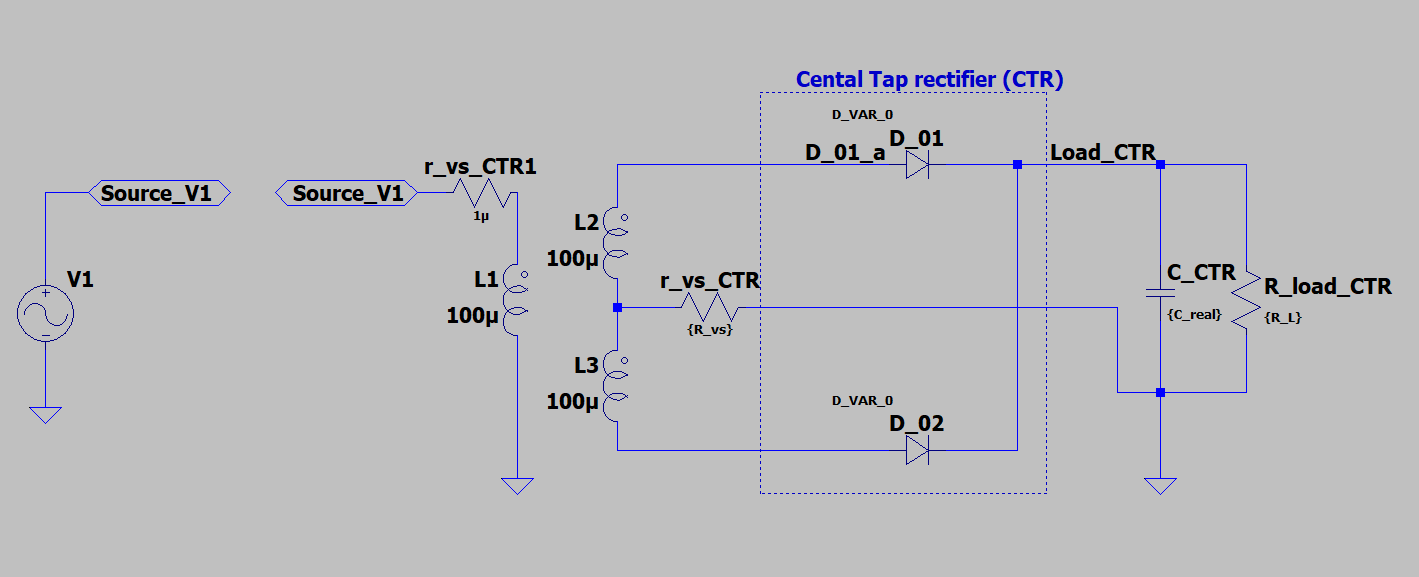 Cental Tap rectifier (CTR)
D_VAR_0
D_01
D_01_a
Load_CTR
r_vs_CTR1
1µ
Source_V1
Source_V1
L2
100µ
V1
L1
100µ
r_vs_CTR
{R_vs}
C_CTR
{C_real}
R_load_CTR
{R_L}
L3
100µ
D_VAR_0
D_02